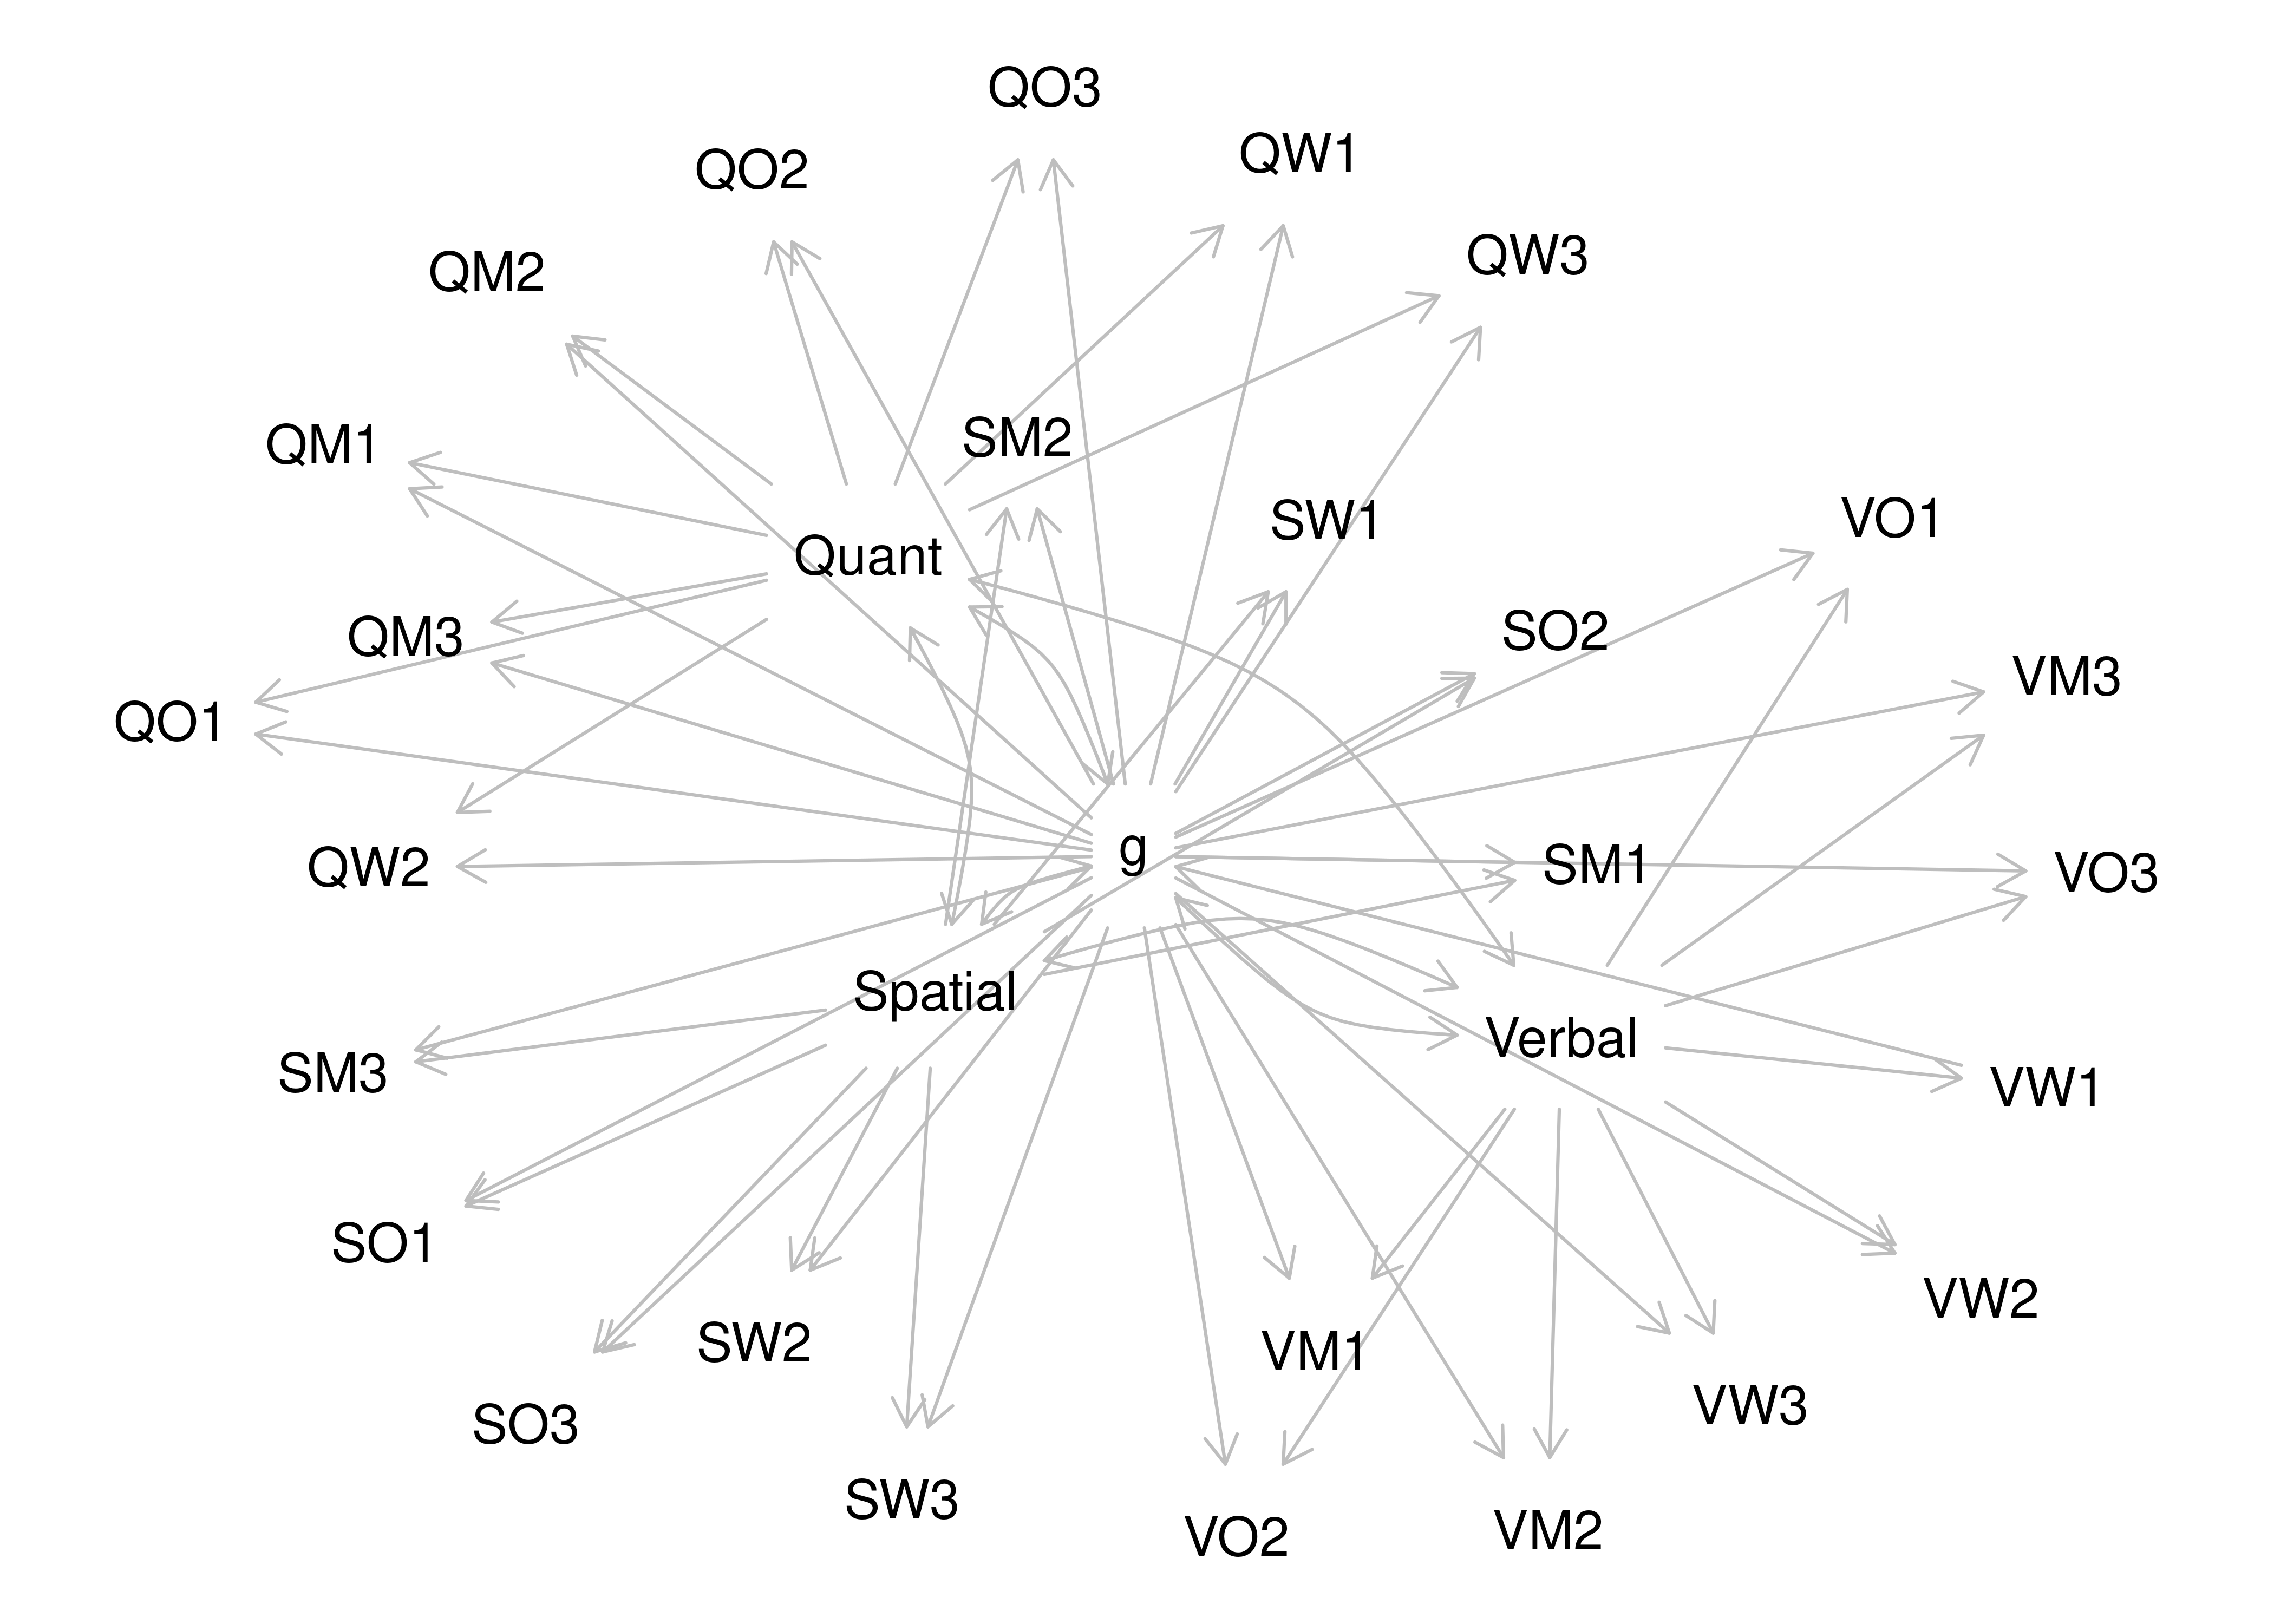 QO3
QW1
QO2
QW3
QM2
SM2
QM1
VO1
SW1
Quant
SO2
QM3
VM3
QO1
g
SM1
QW2
VO3
Spatial
Verbal
SM3
VW1
SO1
VW2
SW2
VM1
VW3
SO3
SW3
VM2
VO2